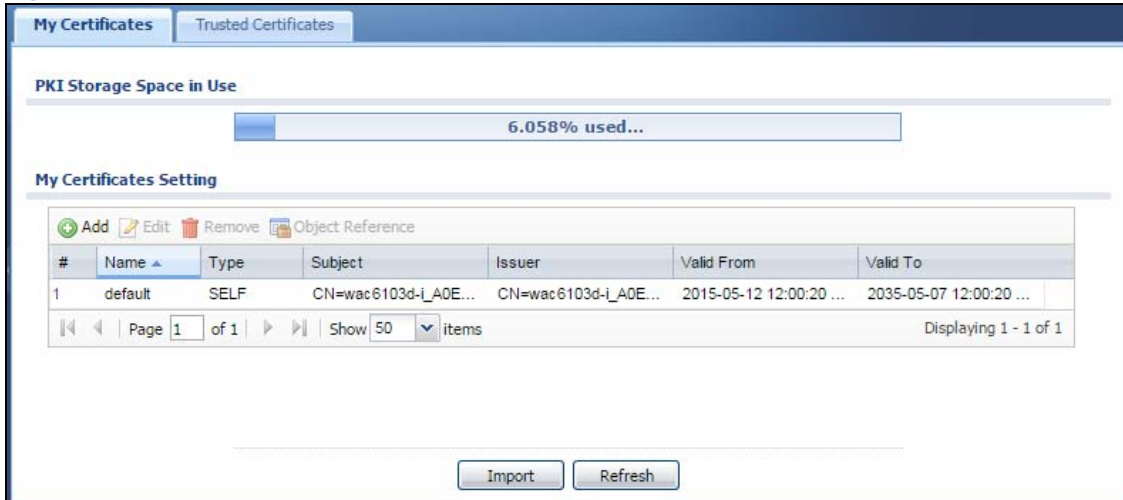 My Certificates Trusted Certificates
PKI Storage Space in Use
6.058% used...
My Certificates Setting
Add Edit Remove Object Reference
# Name Type Subject Issuer Valid From Valid To
1 default SELF CN=wac6103d-i_A0E... CN=wac6103d-i_A0E... 2015-05-12 12:00:20 ... 2035-05-07 12:00:20 ...
Page 1 of 1 Show 50 items Displaying 1 - 1 of 1
Import Refresh